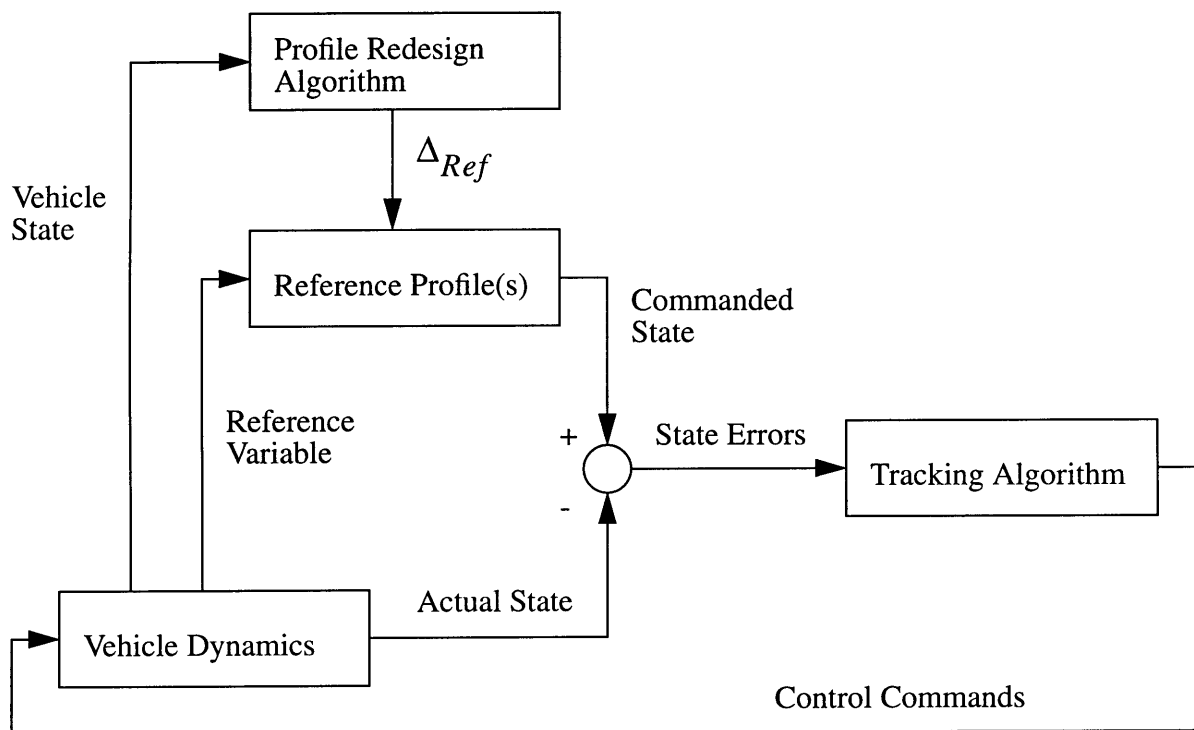 Profile Redesign
Algorithm
Δ_Ref
Vehicle
State
Reference Profile(s)
Commanded
State
Reference
Variable
+
State Errors
Tracking Algorithm
-
Actual State
Vehicle Dynamics
Control Commands